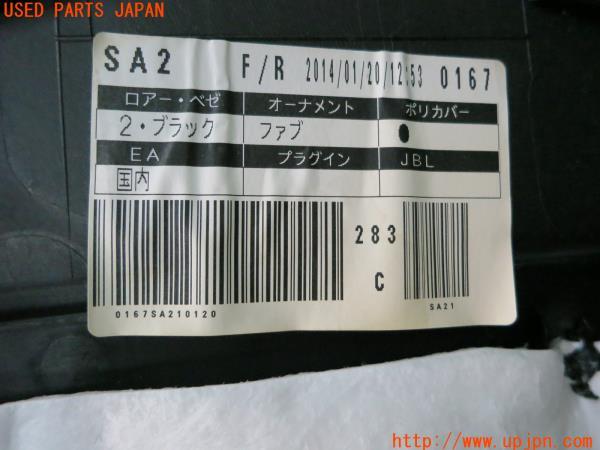 USED PARTS JAPAN
SA2 F/R 2014/01/20/12:53 0167
ロアー・ベゼ オーナメント ポリカバー
2・ブラック ファブ ●
EA プラグイン JBL
国内
283
C
0167SA210120
SA21
http://www.upjpn.com